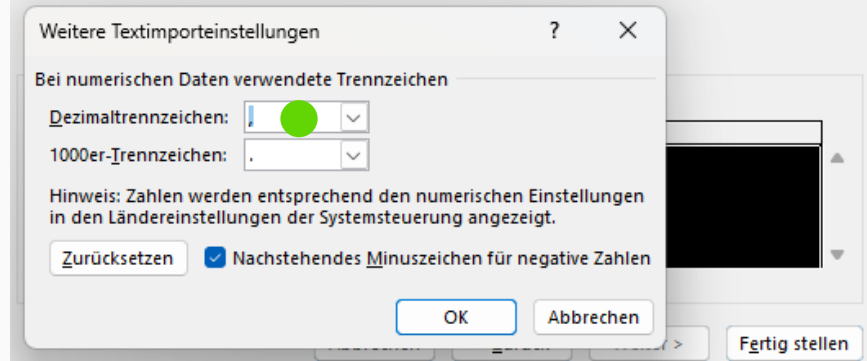 Weitere Textimporteinstellungen ? ×
Bei numerischen Daten verwendete Trennzeichen
Dezimaltrennzeichen: ,
1000er-Trennzeichen: .
Hinweis: Zahlen werden entsprechend den numerischen Einstellungen
in den Ländereinstellungen der Systemsteuerung angezeigt.
Zurücksetzen Nachstehendes Minuszeichen für negative Zahlen
OK Abbrechen
Fertig stellen